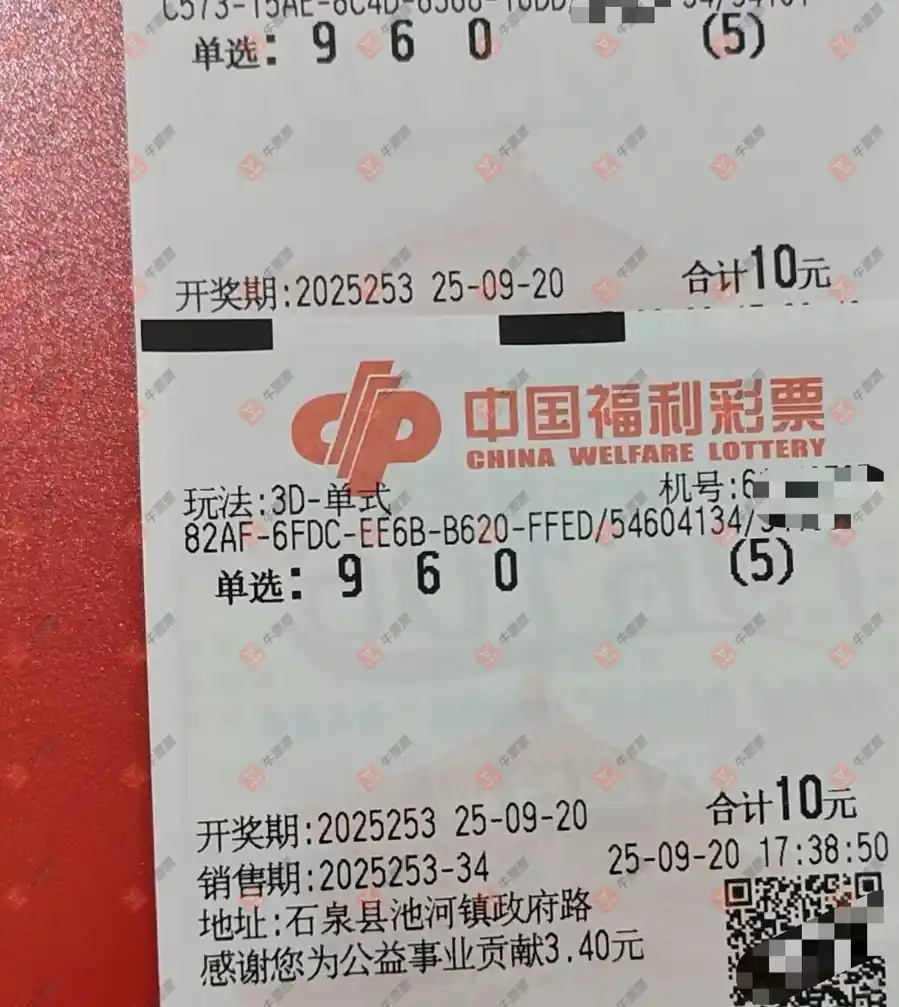 单选: 9 6 0 (5)
开奖期:2025253 25-09-20 合计10元
中国福利彩票
CHINA WELFARE LOTTERY
玩法:3D-单式 机号:6
82AF-6FDC-EE6B-B620-FFED/54604134/
单选: 9 6 0 (5)
开奖期:2025253 25-09-20 合计10元
销售期:2025253-34 25-09-20 17:38:50
地址:石泉县池河镇政府路
感谢您为公益事业贡献3.40元
牛票票